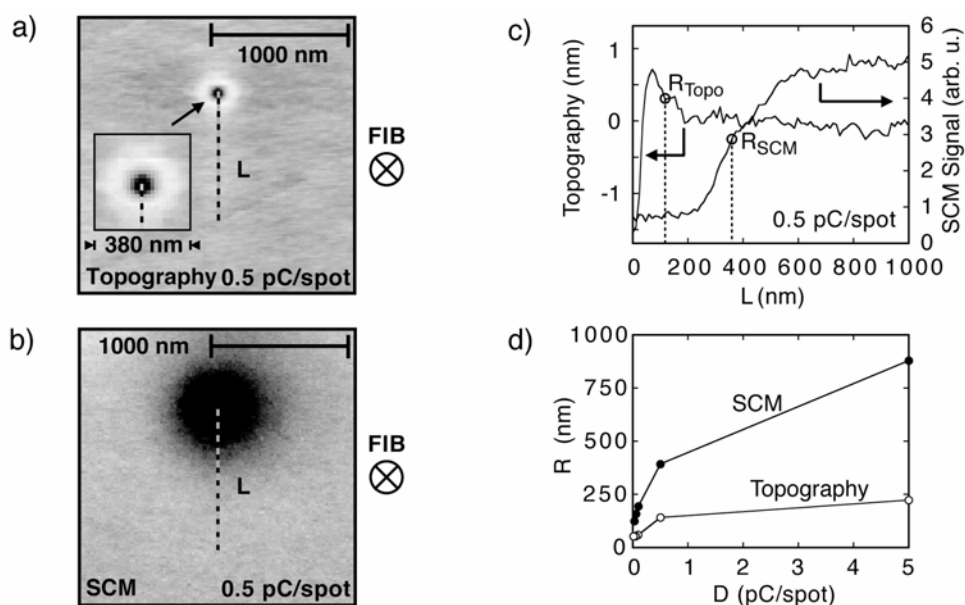 a)
1000 nm
L
380 nm
Topography 0.5 pC/spot
FIB
b)
1000 nm
L
SCM 0.5 pC/spot
FIB
c)
Topography (nm)
1
0
-1
R_Topo
R_SCM
0.5 pC/spot
6
5
4
3
2
1
0
SCM Signal (arb. u.)
0 200 400 600 800 1000
L (nm)
d)
R (nm)
1000
750
500
250
0
SCM
Topography
0 1 2 3 4 5
D (pC/spot)